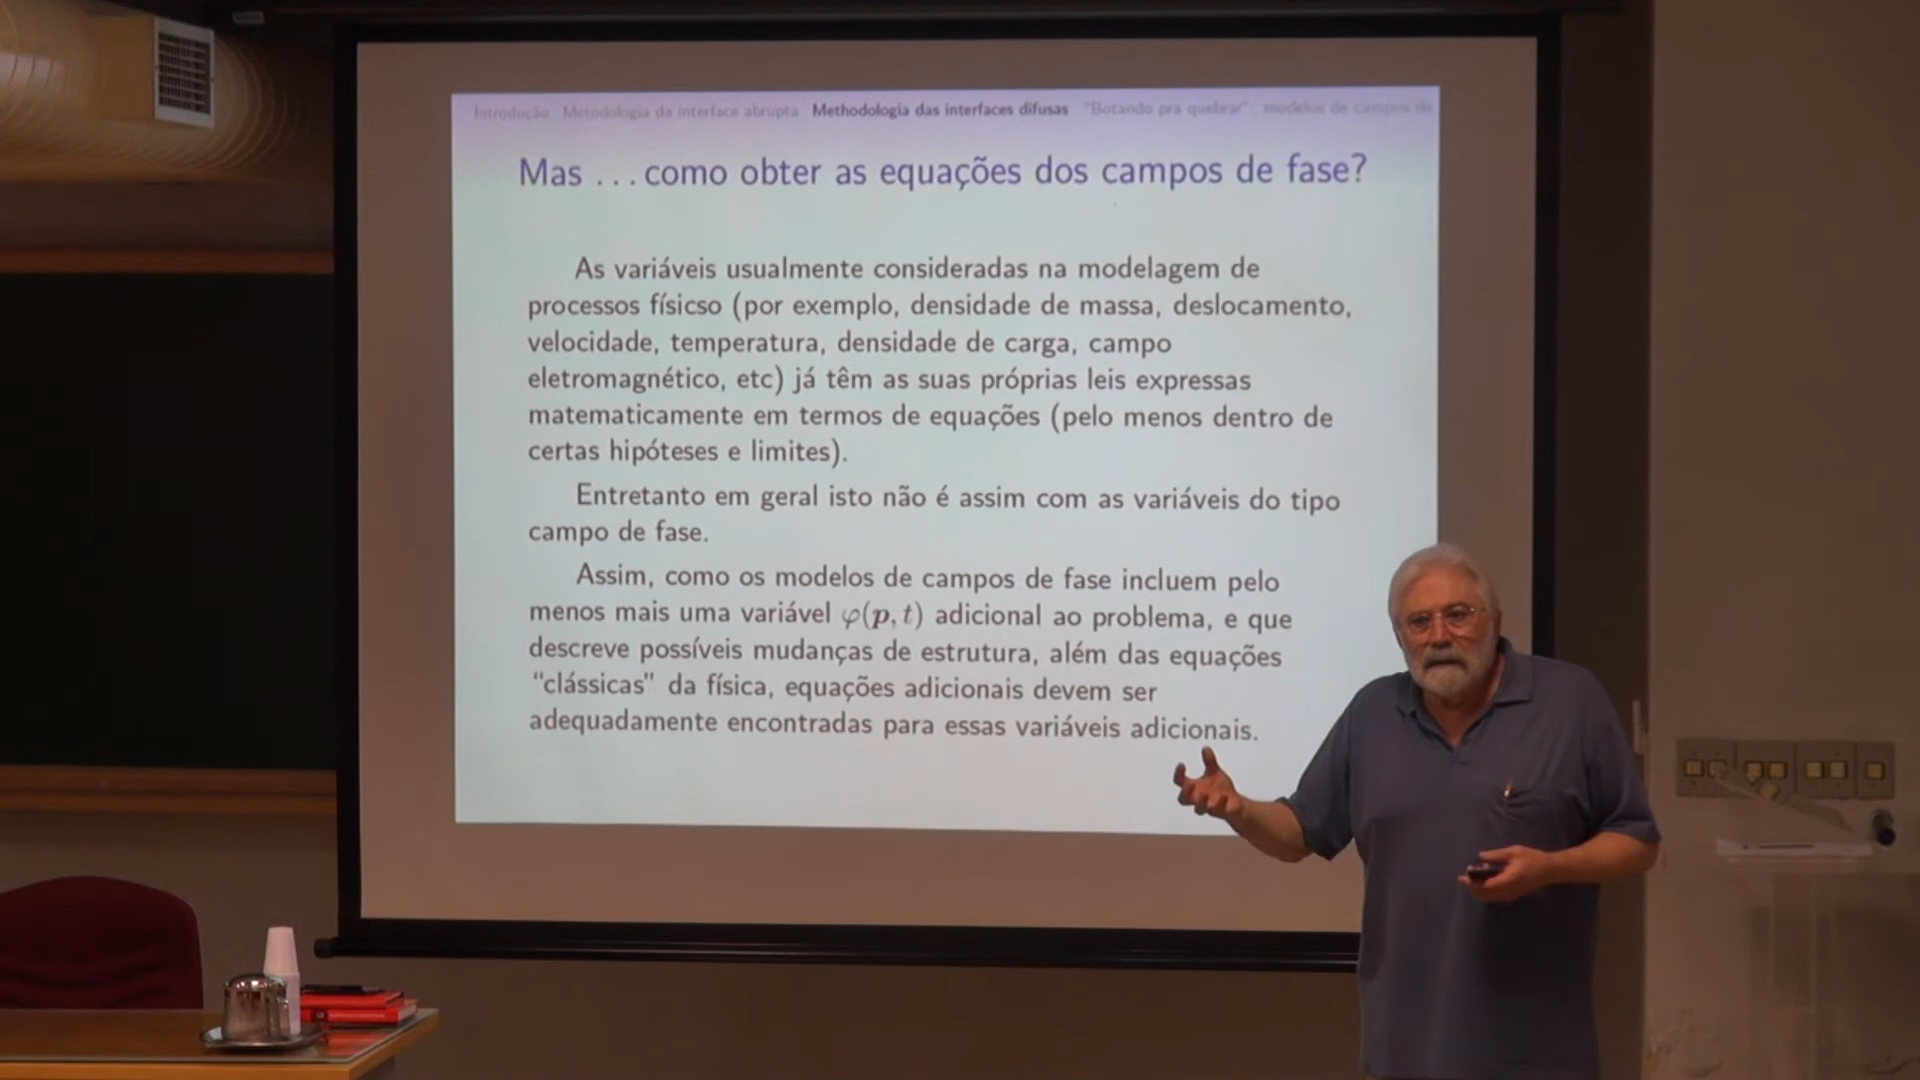 Introdução Metodologia da interface abrupta Methodologia das interfaces difusas "Botando pra quebrar": modelos de campos de
Mas ... como obter as equações dos campos de fase?
As variáveis usualmente consideradas na modelagem de
processos físicso (por exemplo, densidade de massa, deslocamento,
velocidade, temperatura, densidade de carga, campo
eletromagnético, etc) já têm as suas próprias leis expressas
matematicamente em termos de equações (pelo menos dentro de
certas hipóteses e limites).
Entretanto em geral isto não é assim com as variáveis do tipo
campo de fase.
Assim, como os modelos de campos de fase incluem pelo
menos mais uma variável φ(p, t) adicional ao problema, e que
descreve possíveis mudanças de estrutura, além das equações
"clássicas" da física, equações adicionais devem ser
adequadamente encontradas para essas variáveis adicionais.